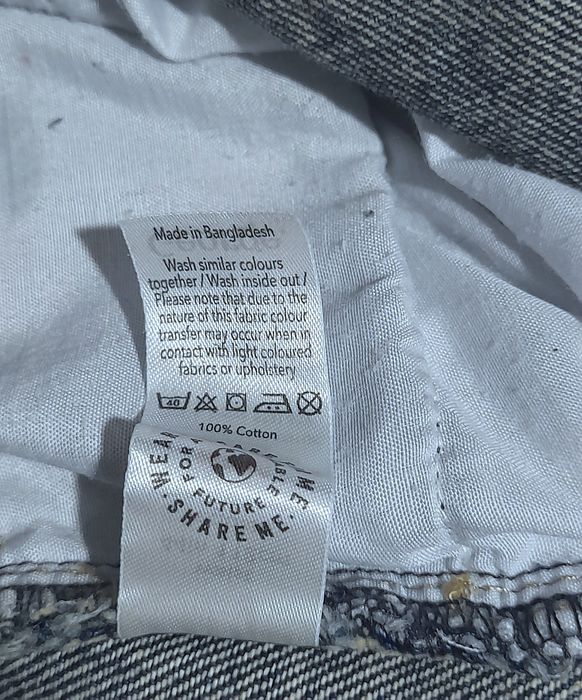 Made in Bangladesh
Wash similar colours
together / Wash inside out /
Please note that due to the
nature of this fabric colour
transfer may occur when in
contact with light coloured
fabrics or upholstery
40
100% Cotton
FUTURE
SHARE ME.